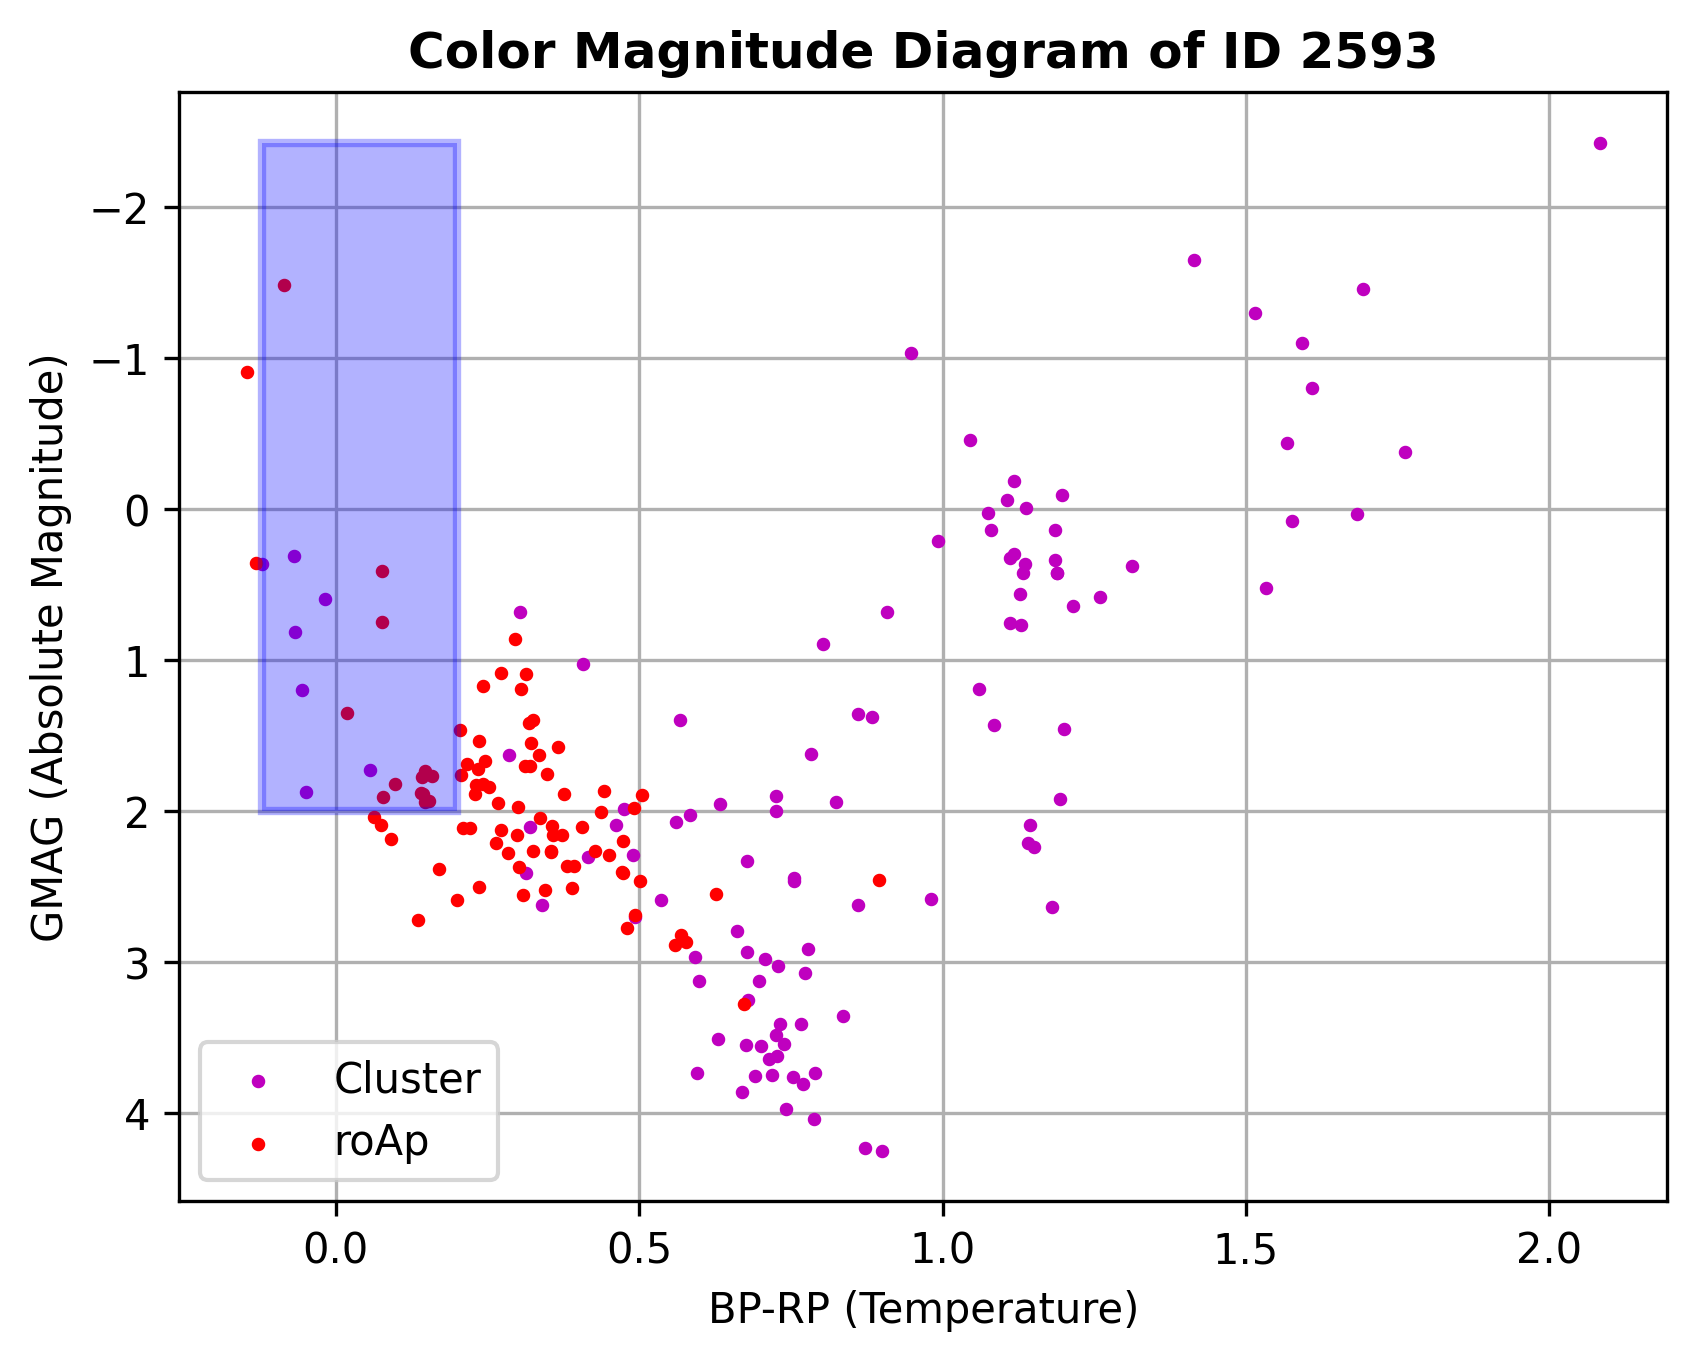 Color Magnitude Diagram of ID 2593
GMAG (Absolute Magnitude)
−2
−1
0
1
2
3
4
Cluster
roAp
0.0 0.5 1.0 1.5 2.0
BP-RP (Temperature)